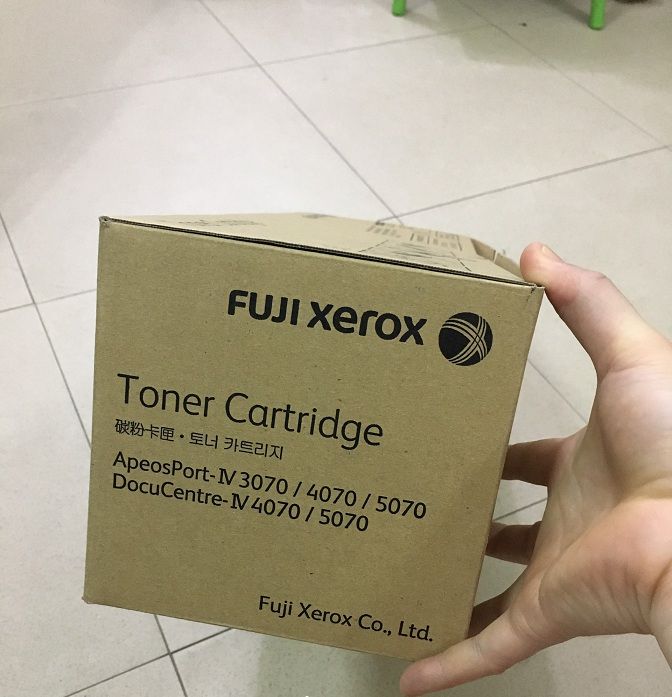 FUJI xerox
Toner Cartridge
碳粉卡匣・토너 카트리지
ApeosPort-Ⅳ 3070 / 4070 / 5070
DocuCentre-Ⅳ 4070 / 5070
Fuji Xerox Co., Ltd.